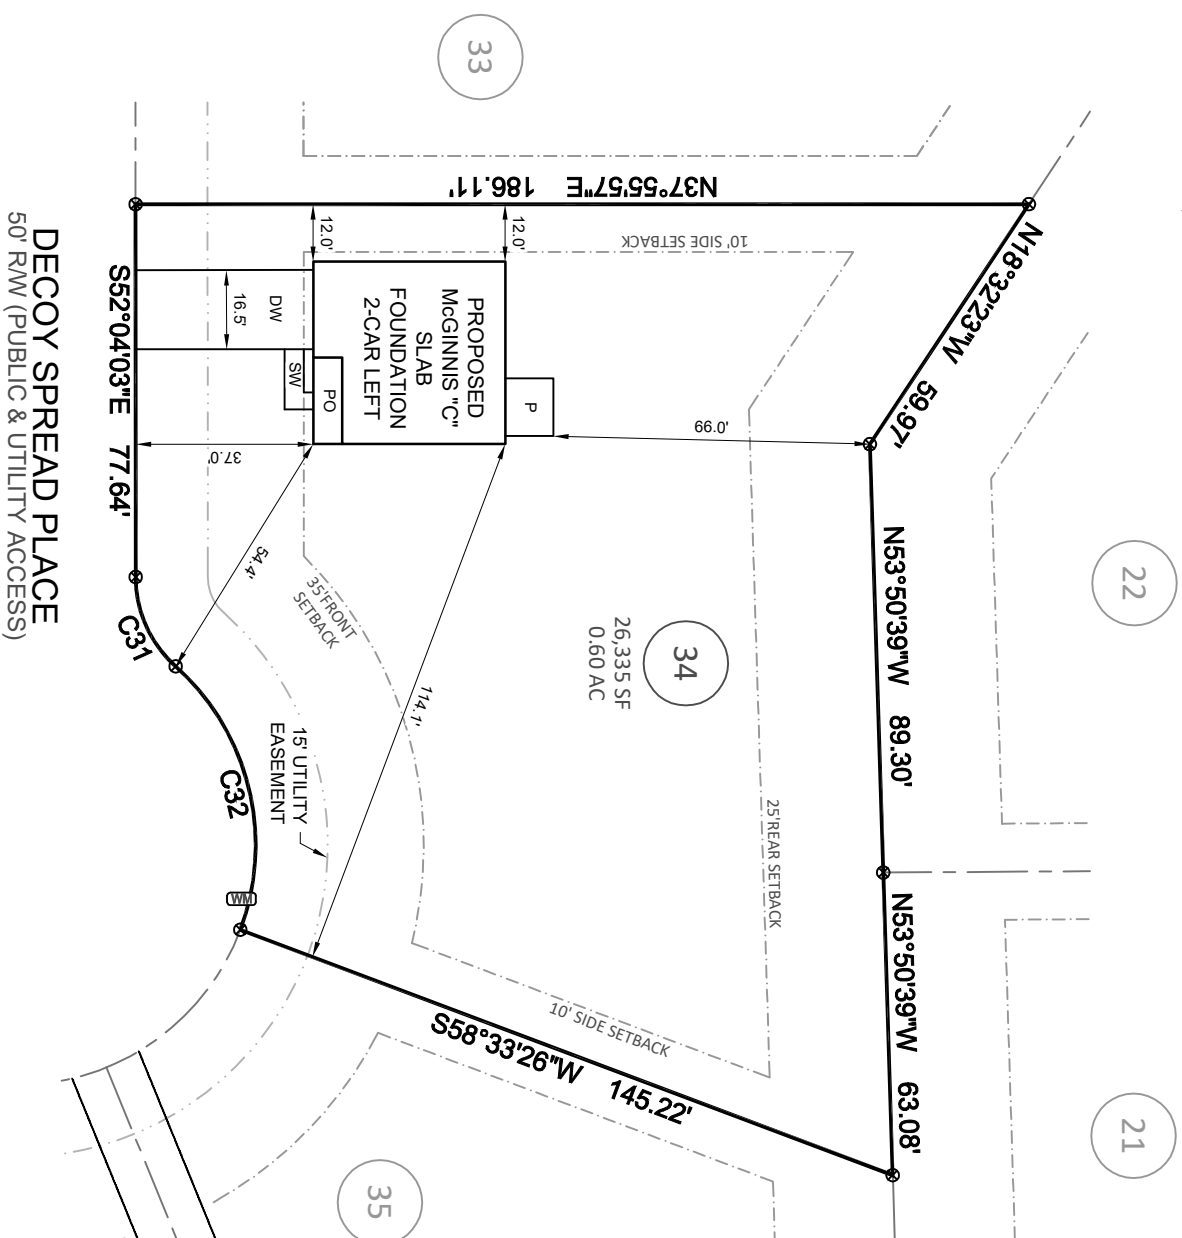 33
N37°55'57"E 186.11'
N18°32'23"W 59.97'
N53°50'39"W 89.30'
N53°50'39"W 63.08'
S58°33'26"W 145.22'
S52°04'03"E 77.64'
C31
C32
10' SIDE SETBACK
12.0'
12.0'
PROPOSED
McGINNIS "C"
SLAB
FOUNDATION
2-CAR LEFT
P
PO
SW
DW
16.5'
37.0'
66.0'
54.4'
114.1'
35'FRONT
SETBACK
15' UTILITY
EASEMENT
WM
34
26,335 SF
0.60 AC
25'REAR SETBACK
10' SIDE SETBACK
22
21
35
DECOY SPREAD PLACE
50' R/W (PUBLIC & UTILITY ACCESS)